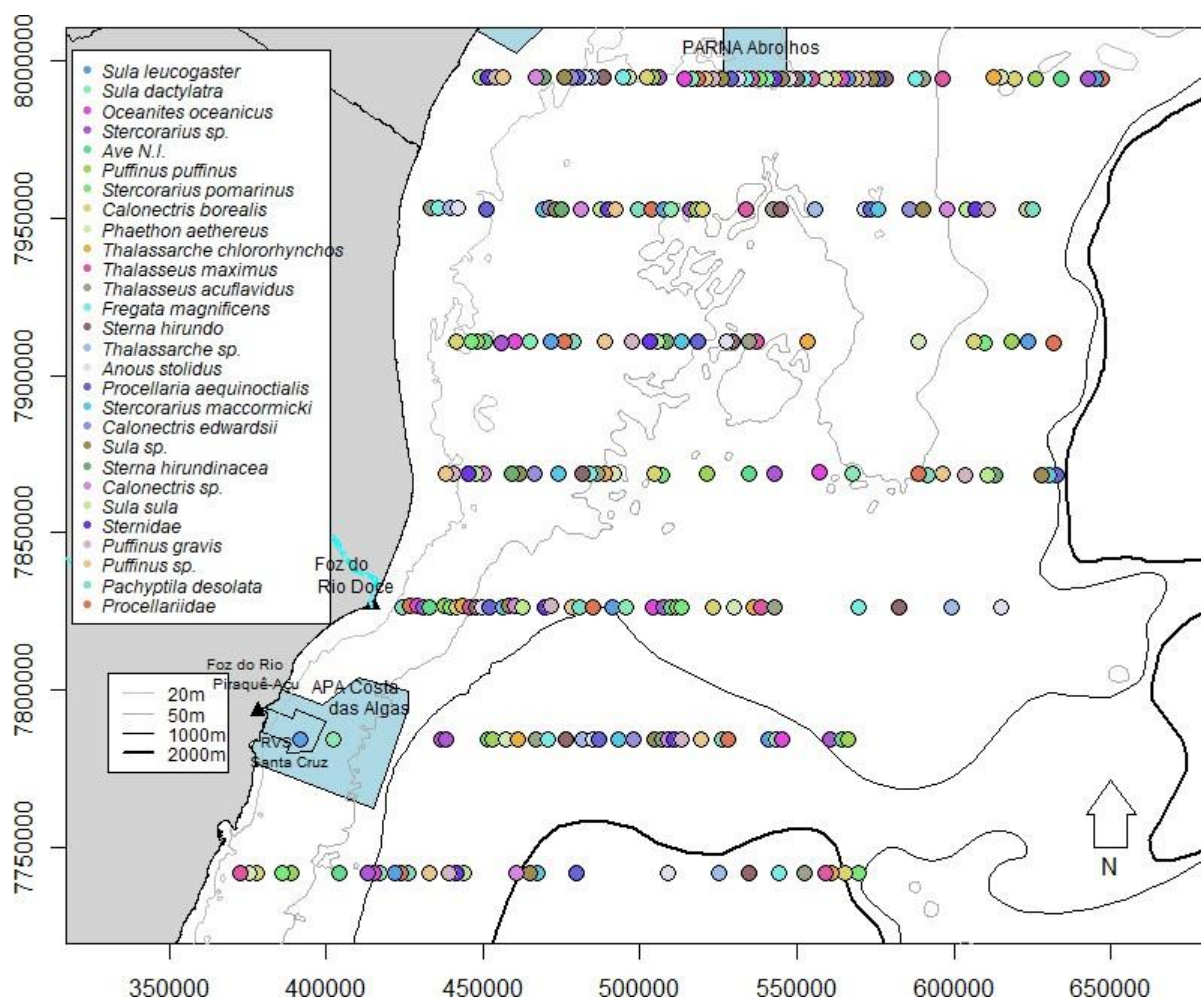 PARNA Abrolhos
Sula leucogaster
Sula dactylatra
Oceanites oceanicus
Stercorarius sp.
Ave N.I.
Puffinus puffinus
Stercorarius pomarinus
Calonectris borealis
Phaethon aethereus
Thalassarche chlororhynchos
Thalasseus maximus
Thalasseus acuflavidus
Fregata magnificens
Sterna hirundo
Thalassarche sp.
Anous stolidus
Procellaria aequinoctialis
Stercorarius maccormicki
Calonectris edwardsii
Sula sp.
Sterna hirundinacea
Calonectris sp.
Sula sula
Sternidae
Puffinus gravis
Puffinus sp.
Pachyptila desolata
Procellariidae
Foz do
Rio Doce
Foz do Rio
Piraquê-Açu
APA Costa
das Algas
RVS
Santa Cruz
20m
50m
1000m
2000m
N
8000000
7950000
7900000
7850000
7800000
7750000
350000
400000
450000
500000
550000
600000
650000